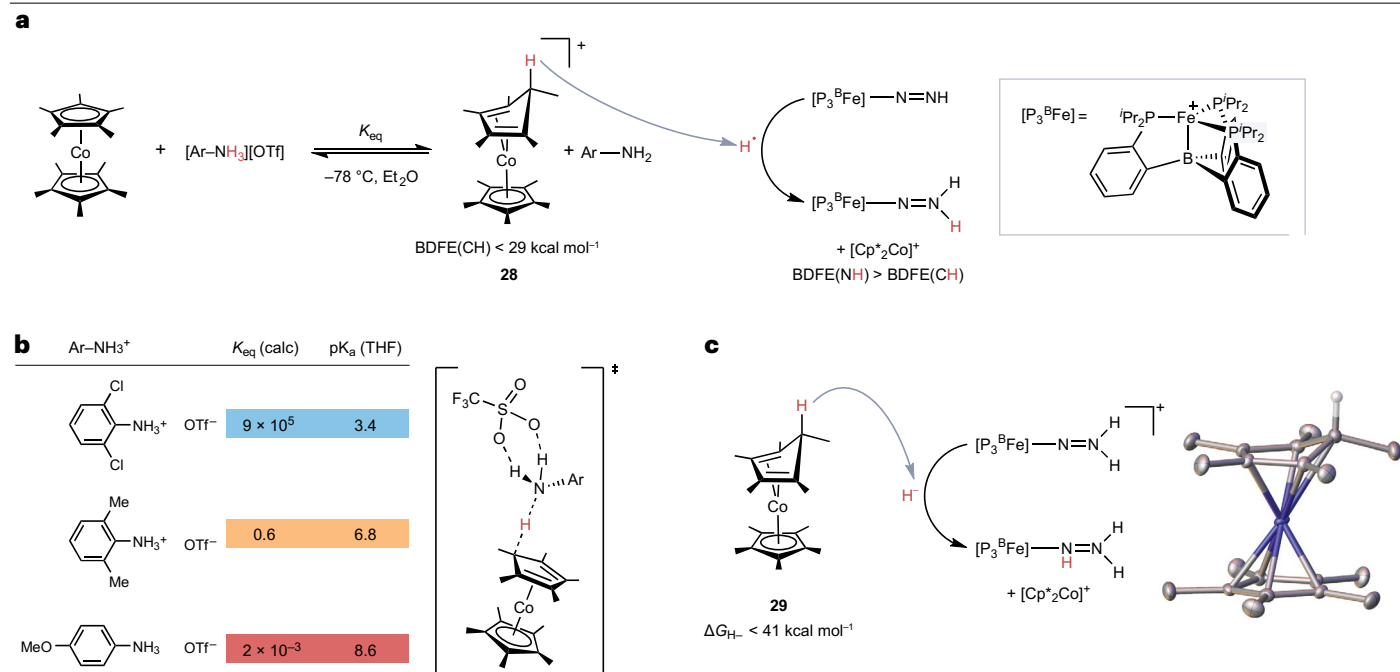 a
H
+
Co
+
[Ar–NH3][OTf]
Keq
–78 °C, Et2O
Co
+ Ar NH2
BDFE(CH) < 29 kcal mol–1
28
H•
[P3BFe] N NH
[P3BFe] N N H H
+ [Cp*2Co]+
BDFE(NH) > BDFE(CH)
[P3BFe] =
iPr2P Fe + PiPr2 PiPr2
B
b
Ar–NH3+ Keq (calc) pKa (THF)
Cl
NH3+ OTf– 9 × 10^5 3.4
Cl
Me
NH3+ OTf– 0.6 6.8
Me
MeO NH3 OTf– 2 × 10–3 8.6
‡
O
F3C S O
O
H H
N Ar
H
Co
c
H
Co
29
ΔGH– < 41 kcal mol–1
H–
+
[P3BFe] N N H H
[P3BFe] N N H H
H
+ [Cp*2Co]+